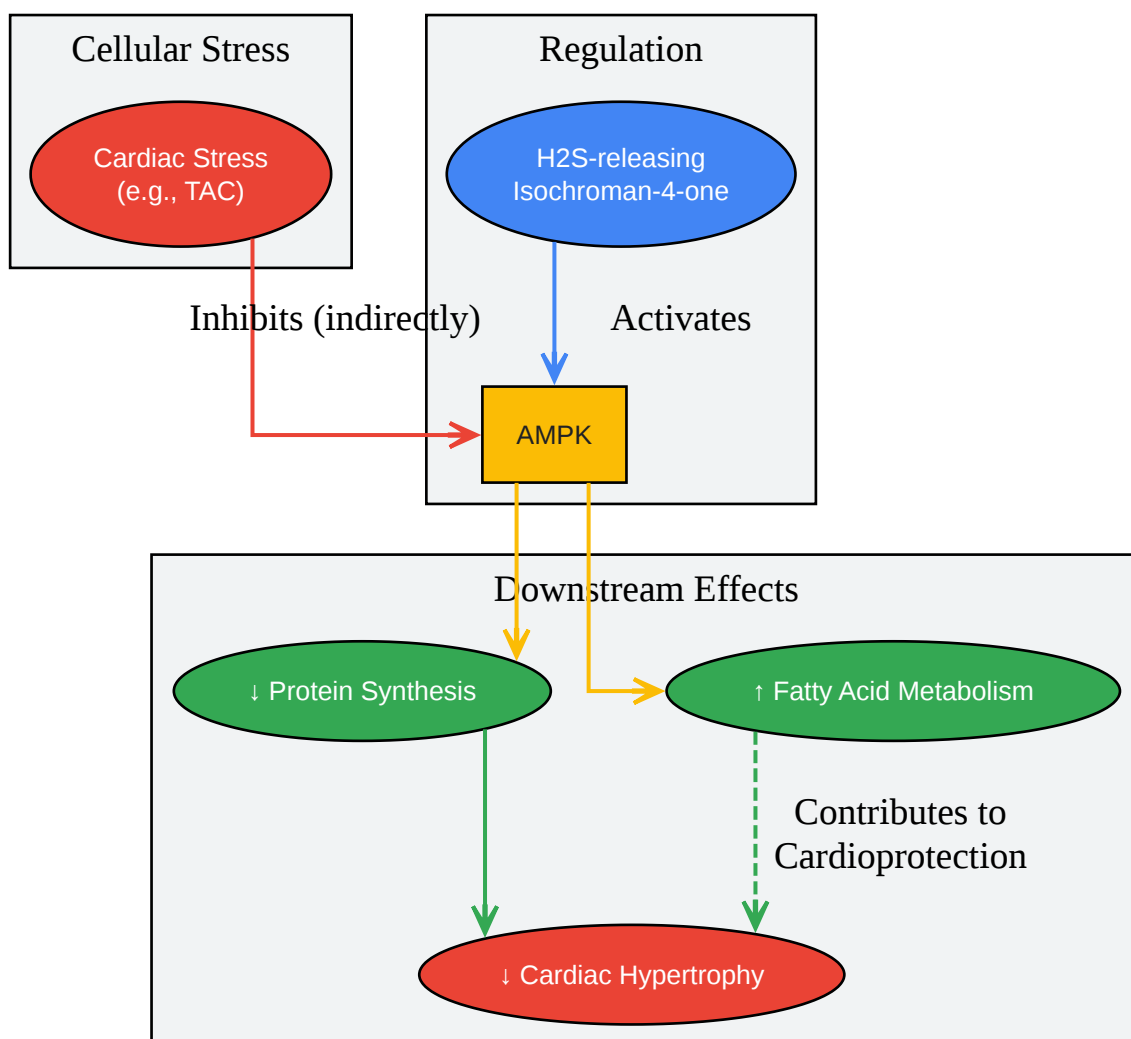 Cellular Stress
Regulation
Cardiac Stress
(e.g., TAC)
H2S-releasing
Isochroman-4-one
Inhibits (indirectly)
Activates
AMPK
Downstream Effects
↓ Protein Synthesis
↑ Fatty Acid Metabolism
Contributes to
Cardioprotection
↓ Cardiac Hypertrophy